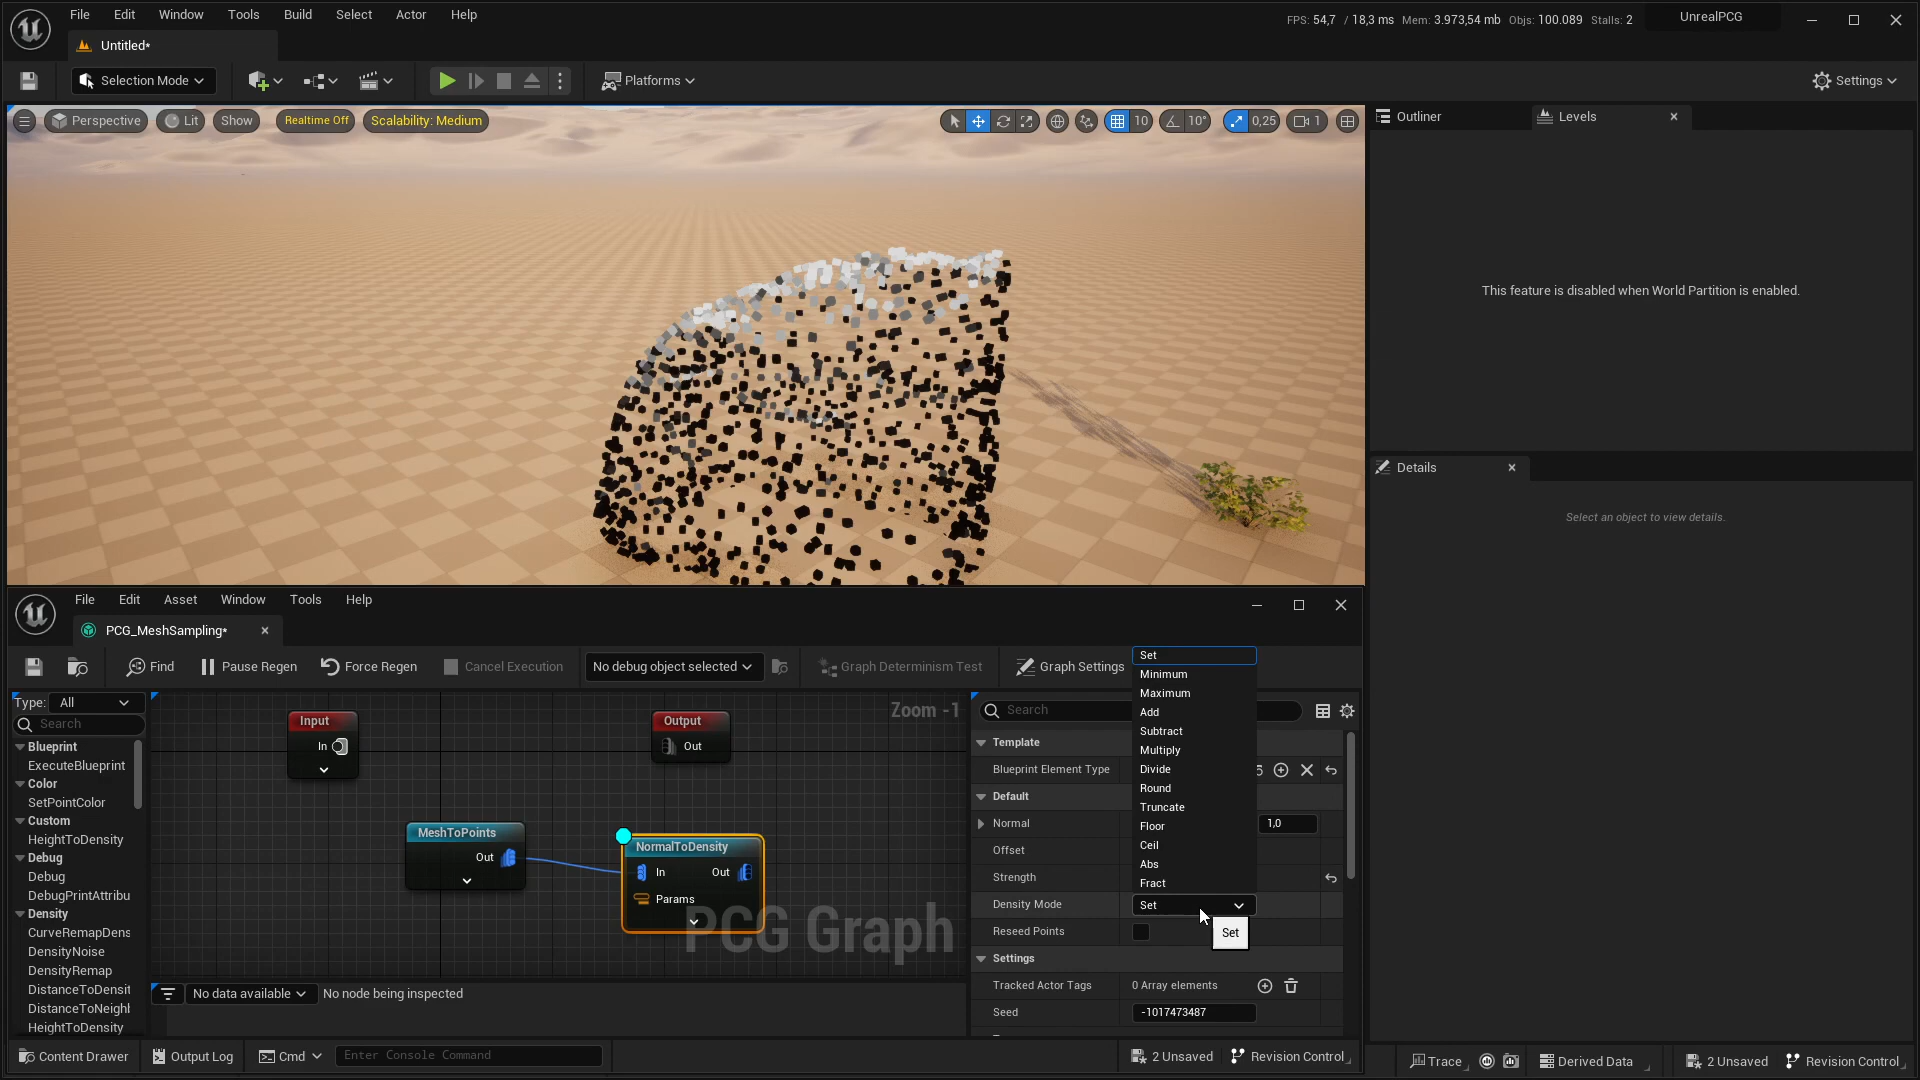 File Edit Window Tools Build Select Actor Help
FPS: 54,7 / 18,3 ms Mem: 3.973,54 mb Objs: 100.089 Stalls: 2
UnrealPCG
Untitled*
Selection Mode
Platforms
Settings
Perspective Lit Show Realtime Off Scalability: Medium
10 10° 0,25 1
Outliner Levels
This feature is disabled when World Partition is enabled.
Details
Select an object to view details.
File Edit Asset Window Tools Help
PCG_MeshSampling*
Find Pause Regen Force Regen Cancel Execution No debug object selected Graph Determinism Test Graph Settings
Type: All
Search
Blueprint
ExecuteBlueprint
Color
SetPointColor
Custom
HeightToDensity
Debug
Debug
DebugPrintAttribu
Density
CurveRemapDens
DensityNoise
DensityRemap
DistanceToDensit
DistanceToNeighb
HeightToDensity
Zoom -1
Input
In
Output
Out
MeshToPoints
Out
NormalToDensity
In Out
Params
PCG Graph
No data available No node being inspected
Search
Template
Blueprint Element Type
Default
Normal 1,0
Offset
Strength
Density Mode Set
Reseed Points
Set
Settings
Tracked Actor Tags 0 Array elements
Seed -1017473487
Set
Minimum
Maximum
Add
Subtract
Multiply
Divide
Round
Truncate
Floor
Ceil
Abs
Fract
Content Drawer Output Log Cmd Enter Console Command 2 Unsaved Revision Control
Trace Derived Data 2 Unsaved Revision Control